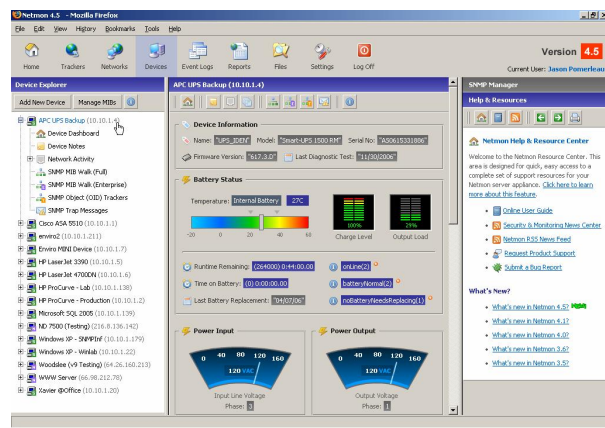 Netmon 4.5 - Mozilla Firefox
File Edit View History Bookmarks Tools Help
Home Trackers Networks Devices Event Logs Reports Files Settings Log Off
Version 4.5
Current User: Jason Pomerleau
Device Explorer
Add New Device Manage MIBs
APC UPS Backup (10.10.1.4)
Device Dashboard
Device Notes
Network Activity
SNMP MIB Walk (Full)
SNMP MIB Walk (Enterprise)
SNMP Object (OID) Trackers
SNMP Trap Messages
Cisco ASA 5510 (10.10.1.1)
enviro2 (10.10.1.211)
Enviro MINI Device (10.10.1.7)
HP LaserJet 3390 (10.10.1.5)
HP LaserJet 4700DN (10.10.1.6)
HP ProCurve - Lab (10.10.1.138)
HP ProCurve - Production (10.10.1.2)
Microsoft SQL 2005 (10.10.1.139)
ND 7500 (Testing) (216.8.136.142)
Windows XP - SNMPInf (10.10.1.179)
Windows XP - Winlab (10.10.1.22)
Woodslee (v9 Testing) (64.26.160.213)
WWW Server (66.98.212.78)
Xavier @Office (10.10.1.20)
APC UPS Backup (10.10.1.4)
Device Information
Name: "UPS_IDEN" Model: "Smart-UPS 1500 RM" Serial No: "AS0615331886"
Firmware Version: "617.3.D" Last Diagnostic Test: "11/30/2006"
Battery Status
Temperature: Internal Battery 27C
-20 0 20 40 60
100%
Charge Level
29%
Output Load
Runtime Remaining: (264000) 0:44:00.00
onLine(2)
Time on Battery: (0) 0:00:00.00
batteryNormal(2)
Last Battery Replacement: "04/07/06"
noBatteryNeedsReplacing(1)
Power Input
0 40 80 120 160
120 VAC
Input Line Voltage
Phase: 3
Power Output
0 40 80 120 160
120 VAC
Output Voltage
Phase: 1
SNMP Manager
Help & Resources
Netmon Help & Resource Center
Welcome to the Netmon Resource Center. This
area is designed for quick, easy access to a
complete set of support resources for your
Netmon server appliance. Click here to learn
more about this feature.
Online User Guide
Security & Monitoring News Center
Netmon RSS News Feed
Request Product Support
Submit a Bug Report
What's New?
What's new in Netmon 4.5?
What's new in Netmon 4.1?
What's new in Netmon 4.0?
What's new in Netmon 3.6?
What's new in Netmon 3.5?